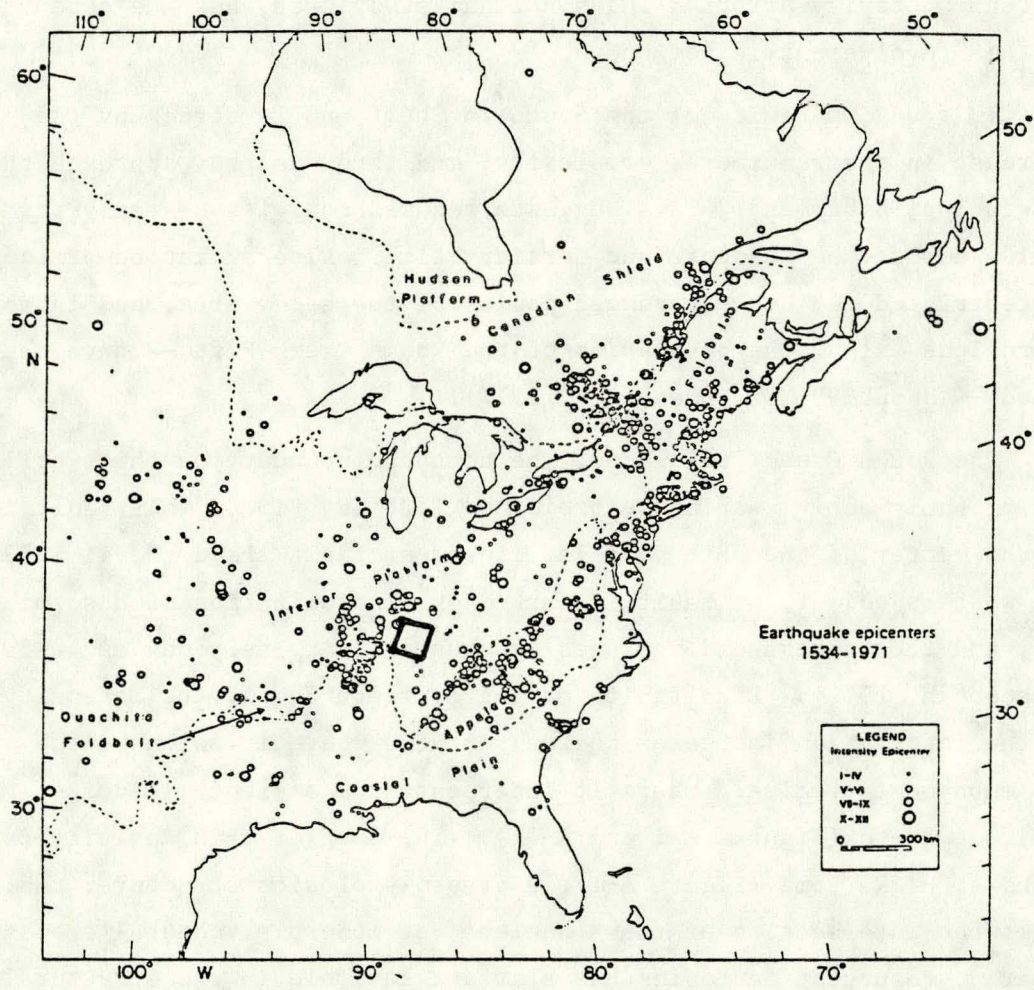 110° 100° 90° 80° 70° 60° 50°
60°
50°
Hudson
Platform
Canadian Shield
50°
N
Foldbelt
40°
40°
Platform
Interior
Earthquake epicenters
1534–1971
30°
Ouachita
Foldbelt
LEGEND
Intensity Epicenter
I–IV
V–VI
VII–IX
X–XII
0 300 km
Coastal Plain
30°
100° W 90° 80° 70°